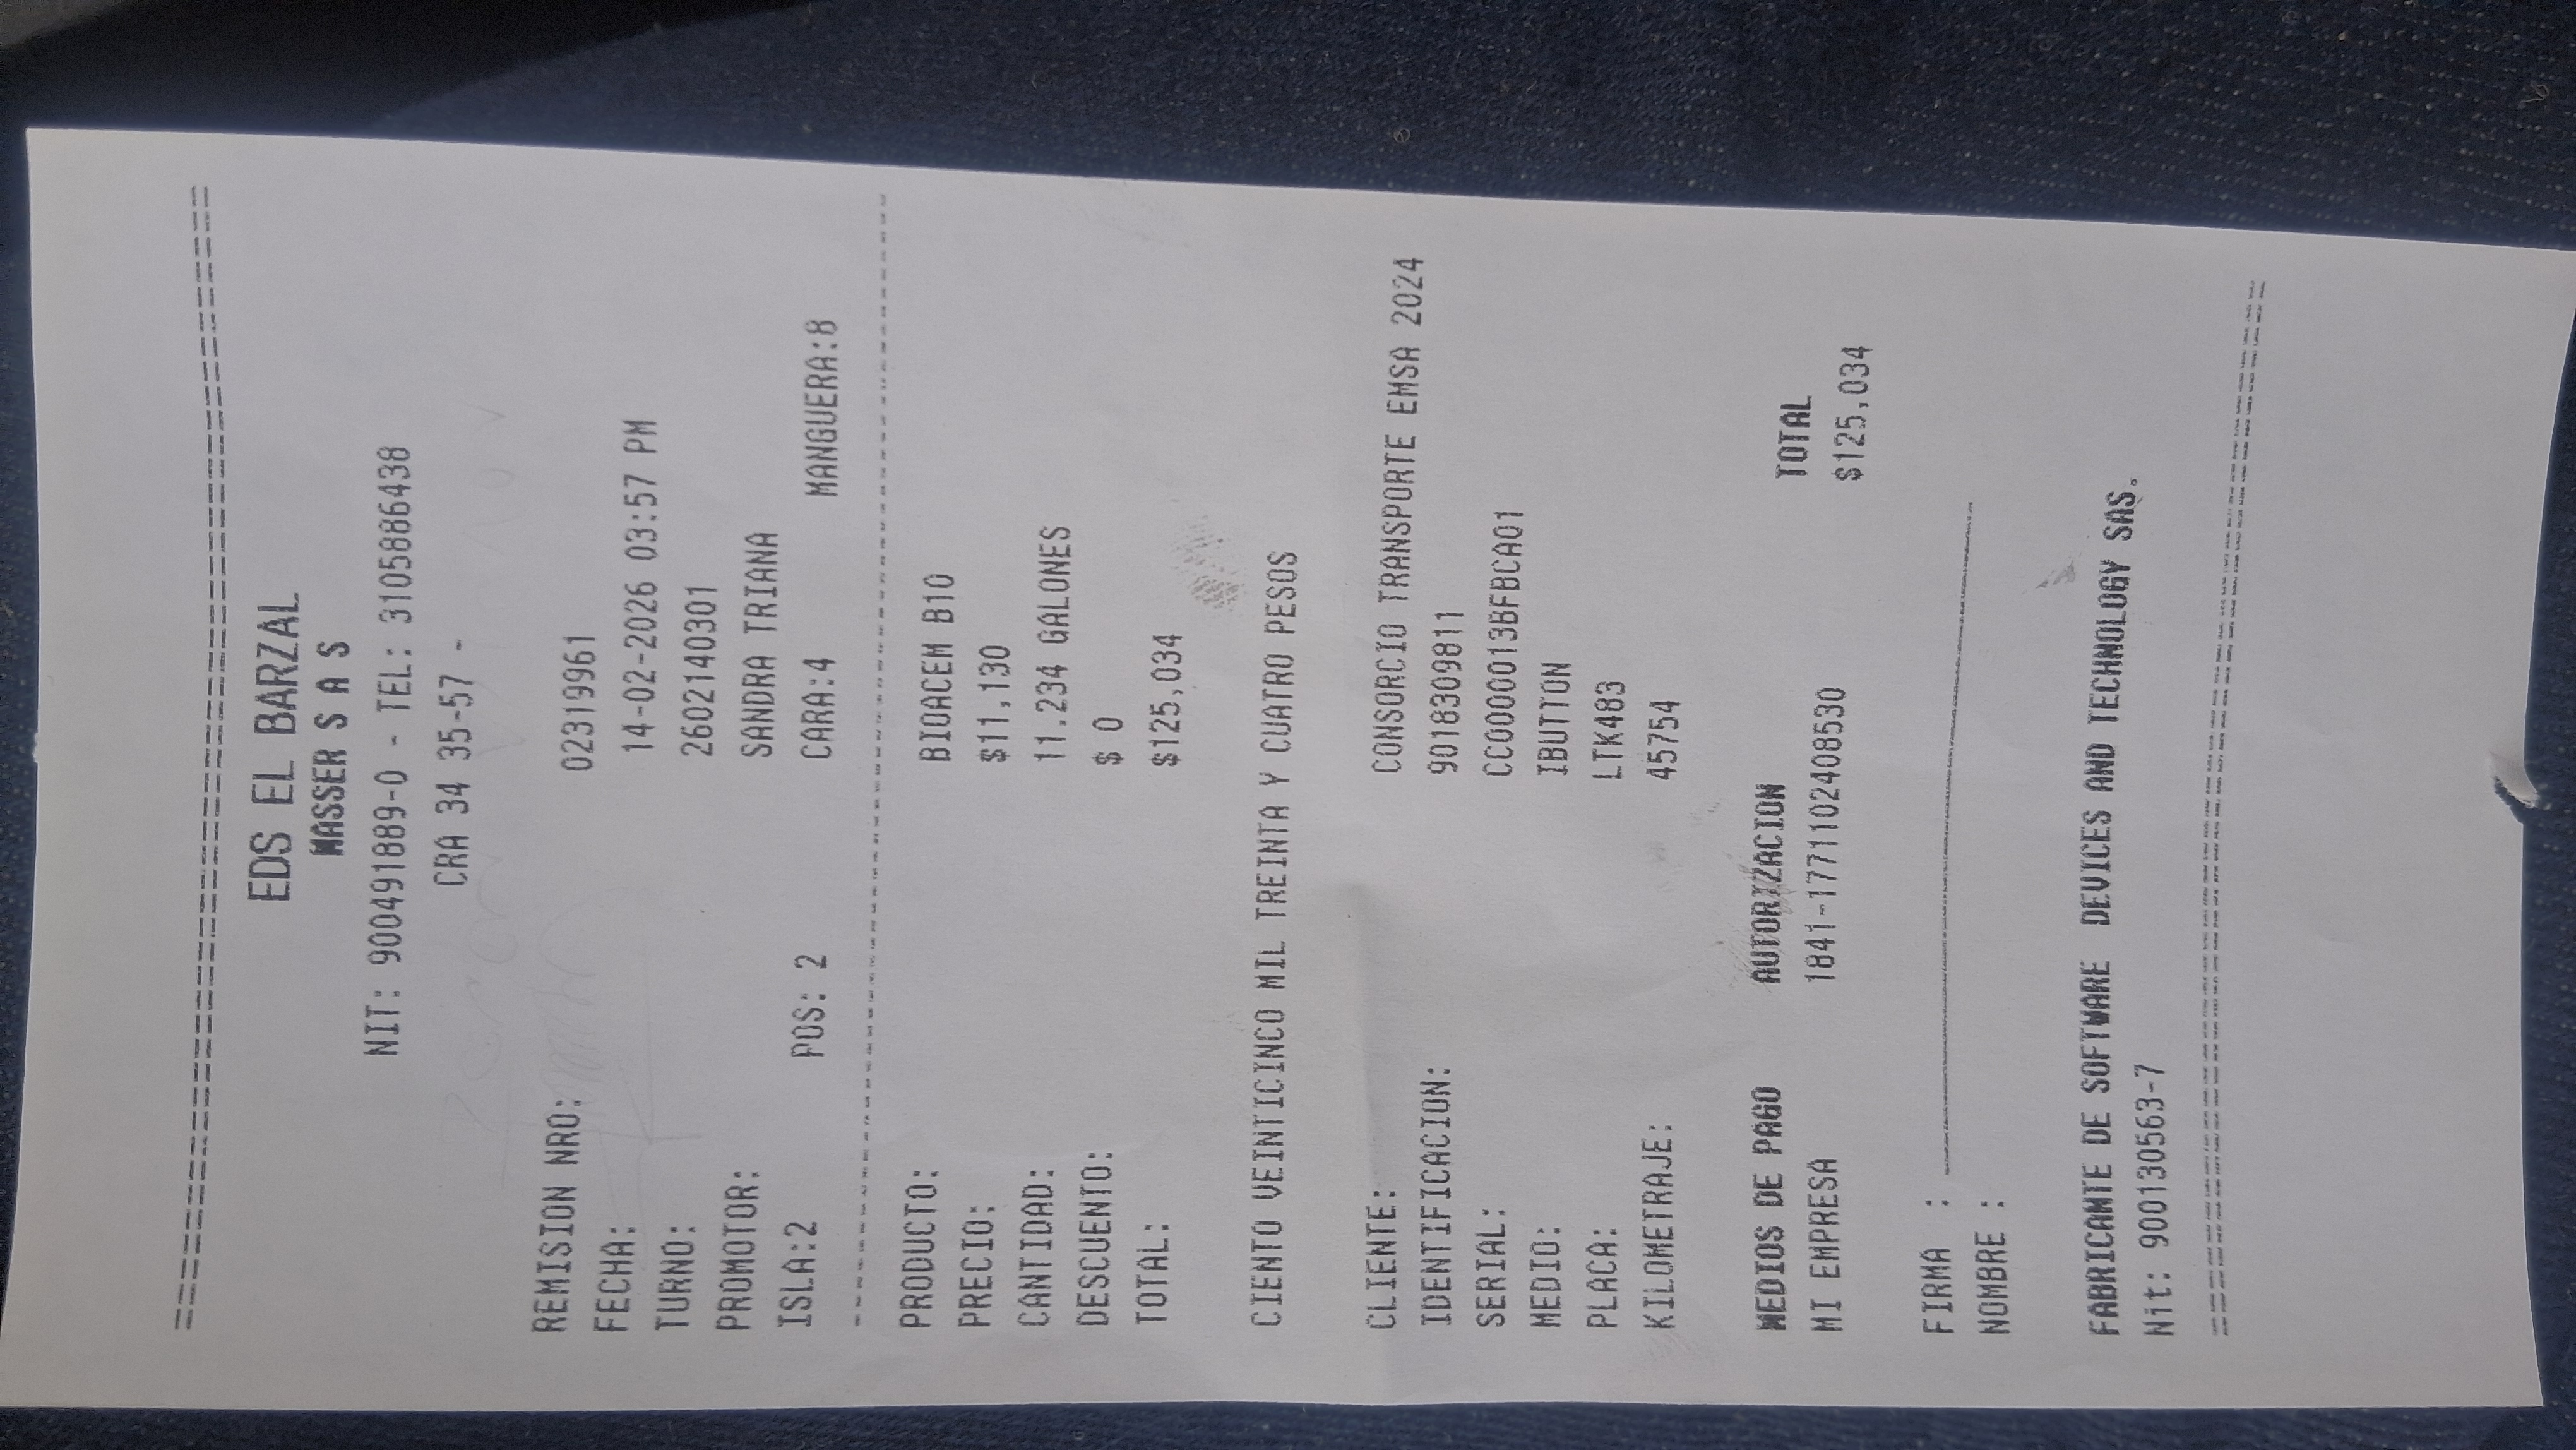 EDS EL BARZAL
MASSER S A S
NIT: 900491889-0 - TEL: 3105886438
CRA 34 35-57 -
REMISION NRO: 02319961
FECHA: 14-02-2026 03:57 PM
TURNO: 2602140301
PROMOTOR: SANDRA TRIANA
ISLA:2 POS: 2 CARA:4 MANGUERA:8
PRODUCTO: BIOACEM B10
PRECIO: $11,130
CANTIDAD: 11.234 GALONES
DESCUENTO: $ 0
TOTAL: $125,034
CIENTO VEINTICINCO MIL TREINTA Y CUATRO PESOS
CLIENTE: CONSORCIO TRANSPORTE EMSA 2024
IDENTIFICACION: 9018309811
SERIAL: CC0000013BFBCA01
MEDIO: IBUTTON
PLACA: LTK483
KILOMETRAJE: 45754
MEDIOS DE PAGO AUTORIZACION TOTAL
MI EMPRESA 1841-1771102408530 $125,034
FIRMA :
NOMBRE :
FABRICANTE DE SOFTWARE DEVICES AND TECHNOLOGY SAS.
Nit: 900130563-7